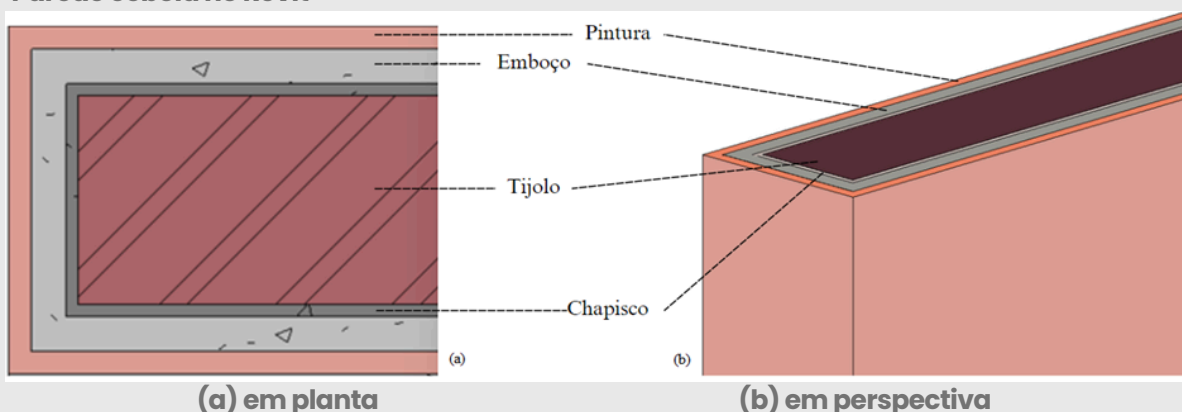 Pintura
Emboço
Tijolo
Chapisco
(a)
(b)
(a) em planta
(b) em perspectiva